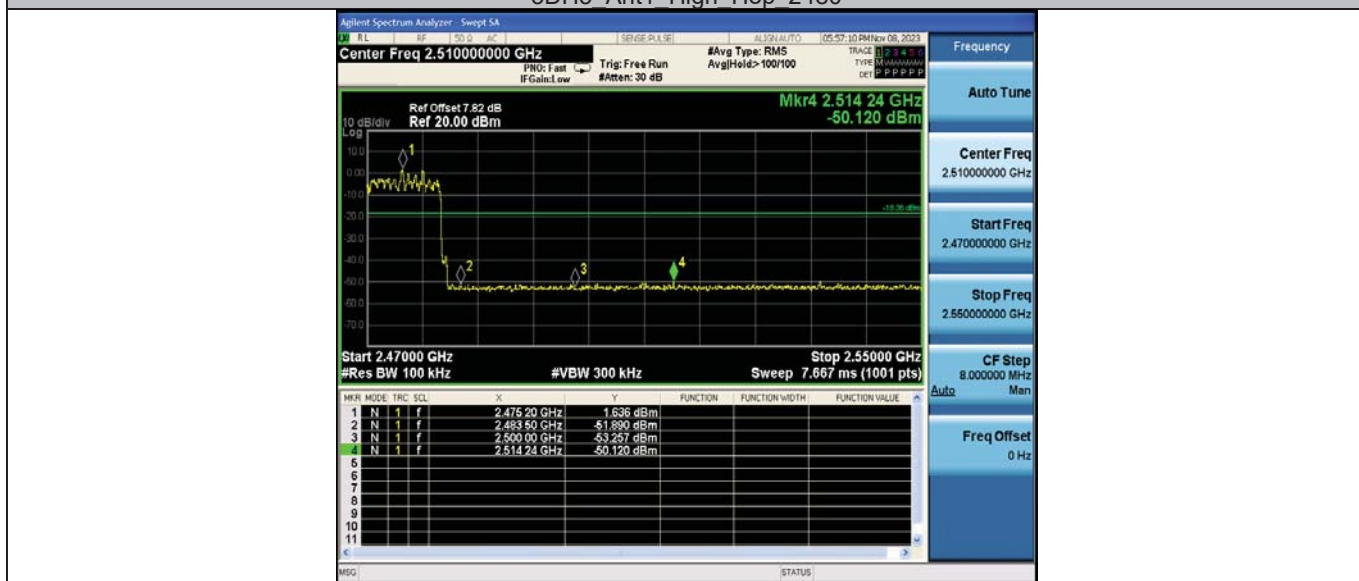 Agilent Spectrum Analyzer - Swept SA
RL RF 50 Ω AC SENSE:PULSE ALIGN AUTO 05:57:10 PM Nov 08, 2023
Center Freq 2.510000000 GHz
PNO: Fast
IFGain:Low
Trig: Free Run
#Atten: 30 dB
#Avg Type: RMS
Avg|Hold:> 100/100
TRACE 1 2 3 4 5 6
TYPE M
DET P P P P P P
Ref Offset 7.82 dB
10 dB/div Ref 20.00 dBm
Log
Mkr4 2.514 24 GHz
-50.120 dBm
10.0
0.00
-10.0
-20.0
-30.0
-40.0
-50.0
-60.0
-70.0
1
2
3
4
Start 2.47000 GHz
Stop 2.55000 GHz
#Res BW 100 kHz
#VBW 300 kHz
Sweep 7.667 ms (1001 pts)
MKR MODE TRC SCL X Y FUNCTION FUNCTION WIDTH FUNCTION VALUE
1 N 1 f 2.475 20 GHz 1.636 dBm
2 N 1 f 2.483 50 GHz -51.890 dBm
3 N 1 f 2.500 00 GHz -53.257 dBm
4 N 1 f 2.514 24 GHz -50.120 dBm
5
6
7
8
9
10
11
MSG STATUS
Frequency
Auto Tune
Center Freq
2.510000000 GHz
Start Freq
2.470000000 GHz
Stop Freq
2.550000000 GHz
CF Step
8.000000 MHz
Auto Man
Freq Offset
0 Hz